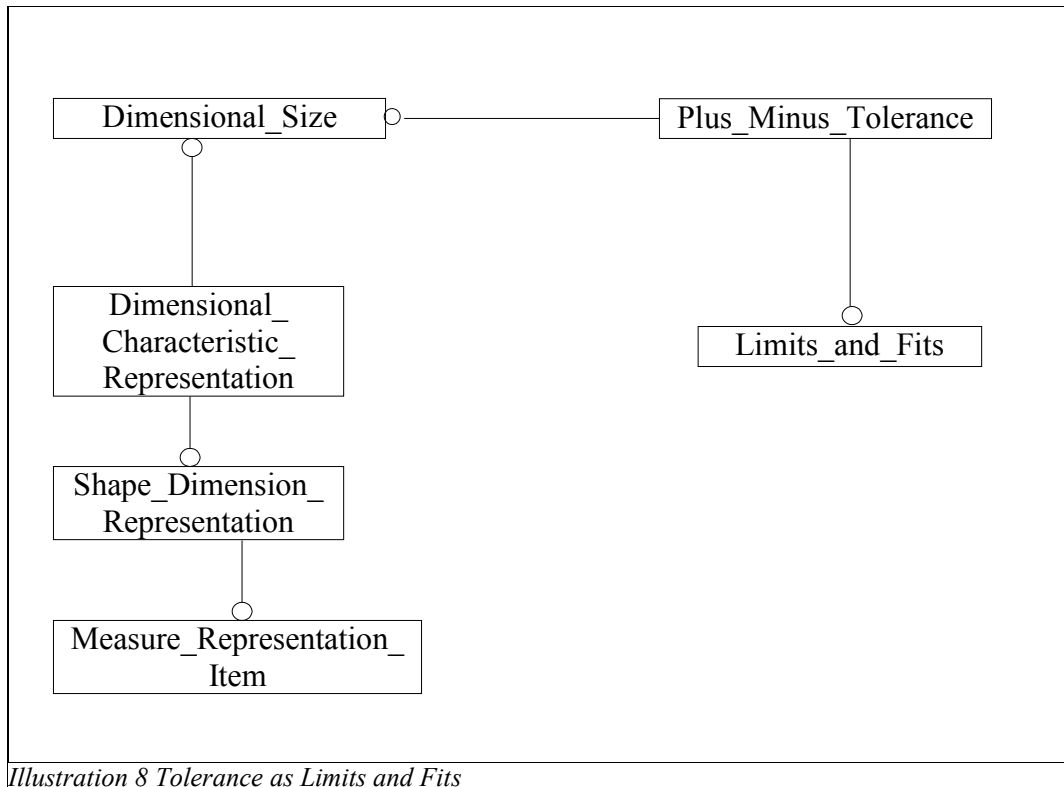 Dimensional_Size
Plus_Minus_Tolerance
Dimensional_
Characteristic_
Representation
Limits_and_Fits
Shape_Dimension_
Representation
Measure_Representation_
Item
Illustration 8 Tolerance as Limits and Fits